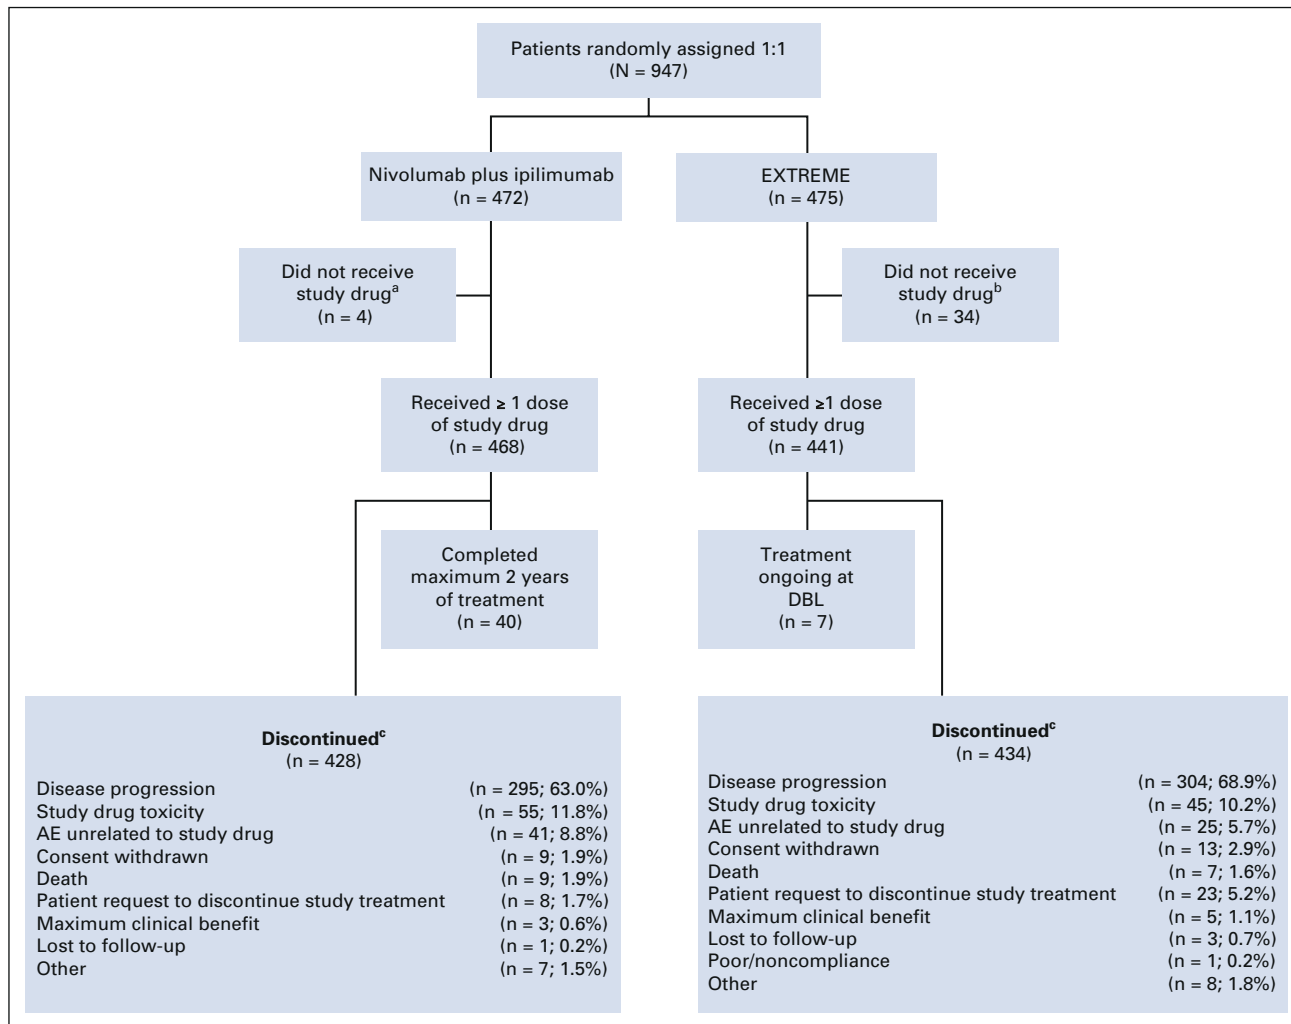 Patients randomly assigned 1:1
(N = 947)
Nivolumab plus ipilimumab
(n = 472)
EXTREME
(n = 475)
Did not receive
study drugᵃ
(n = 4)
Did not receive
study drugᵇ
(n = 34)
Received ≥ 1 dose
of study drug
(n = 468)
Received ≥1 dose
of study drug
(n = 441)
Completed
maximum 2 years
of treatment
(n = 40)
Treatment
ongoing at
DBL
(n = 7)
Discontinuedᶜ
(n = 428)
Disease progression (n = 295; 63.0%)
Study drug toxicity (n = 55; 11.8%)
AE unrelated to study drug (n = 41; 8.8%)
Consent withdrawn (n = 9; 1.9%)
Death (n = 9; 1.9%)
Patient request to discontinue study treatment (n = 8; 1.7%)
Maximum clinical benefit (n = 3; 0.6%)
Lost to follow-up (n = 1; 0.2%)
Other (n = 7; 1.5%)
Discontinuedᶜ
(n = 434)
Disease progression (n = 304; 68.9%)
Study drug toxicity (n = 45; 10.2%)
AE unrelated to study drug (n = 25; 5.7%)
Consent withdrawn (n = 13; 2.9%)
Death (n = 7; 1.6%)
Patient request to discontinue study treatment (n = 23; 5.2%)
Maximum clinical benefit (n = 5; 1.1%)
Lost to follow-up (n = 3; 0.7%)
Poor/noncompliance (n = 1; 0.2%)
Other (n = 8; 1.8%)